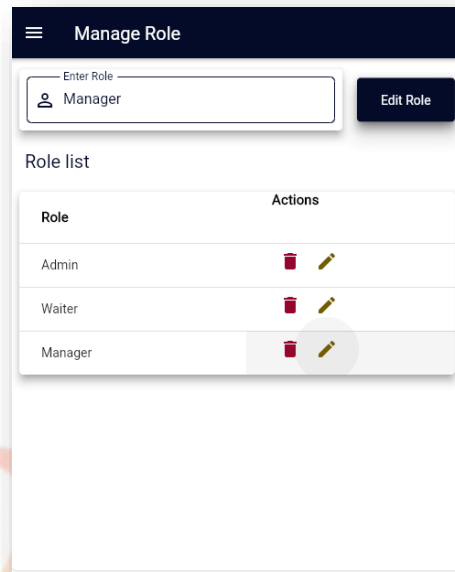 Manage Role
Enter Role
Manager
Edit Role
Role list
Actions
Role
Admin
Waiter
Manager